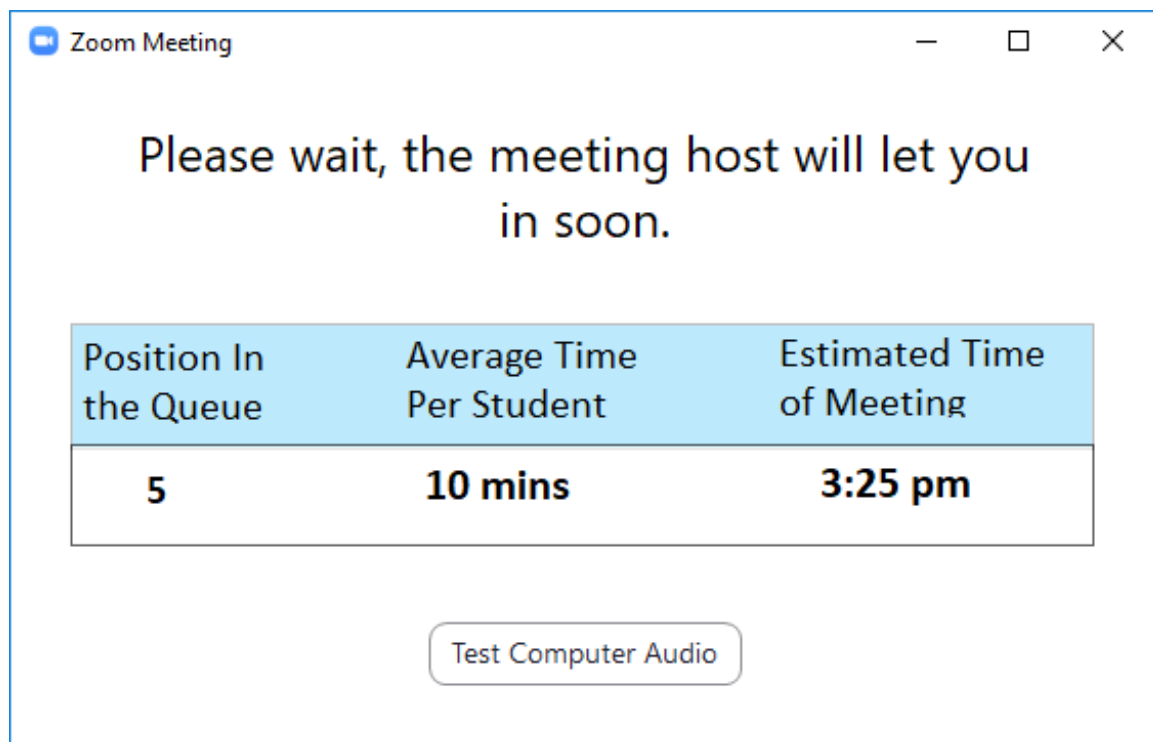 Zoom Meeting
Please wait, the meeting host will let you
in soon.
Position In
the Queue
Average Time
Per Student
Estimated Time
of Meeting
5
10 mins
3:25 pm
Test Computer Audio